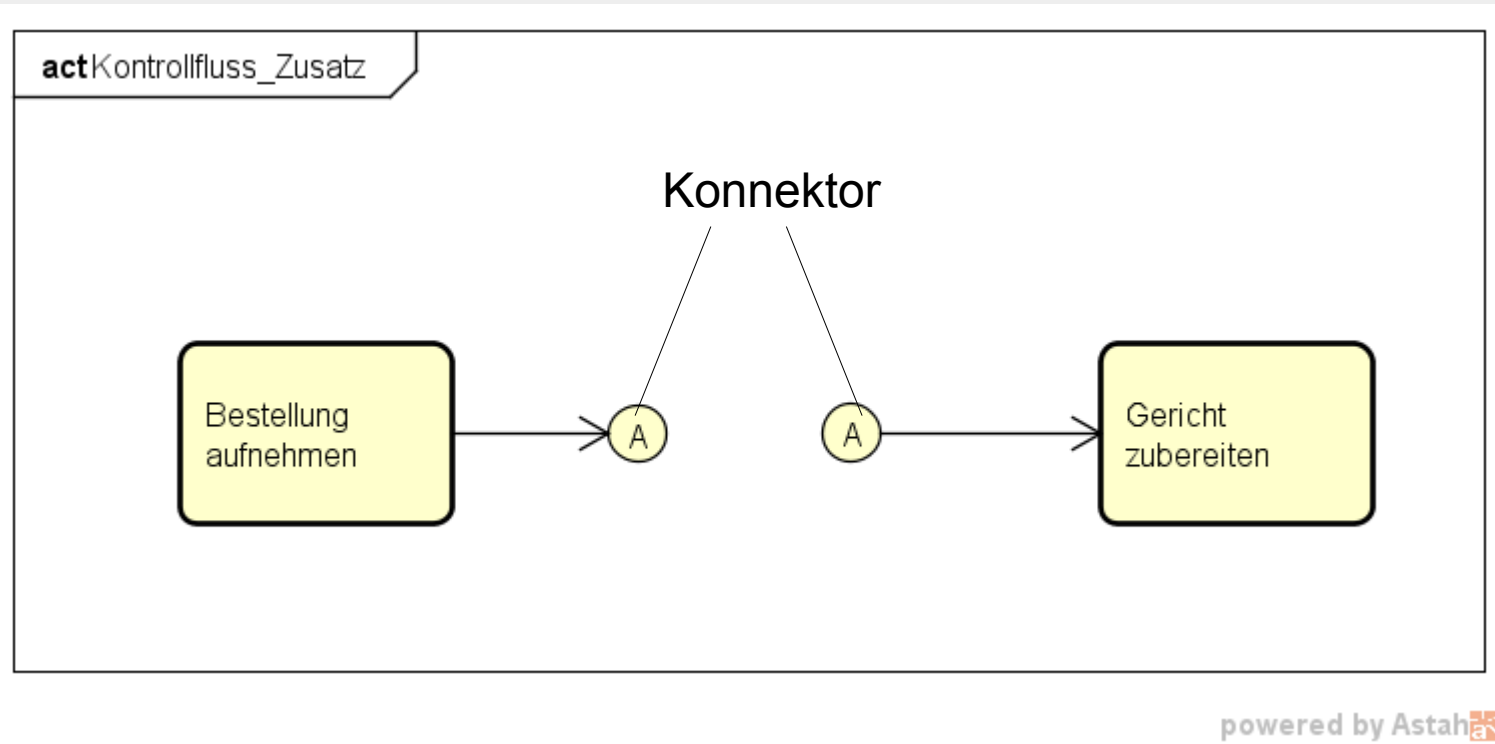 act Kontrollfluss_Zusatz
Konnektor
Bestellung
aufnehmen
A
A
Gericht
zubereiten
powered by Astah